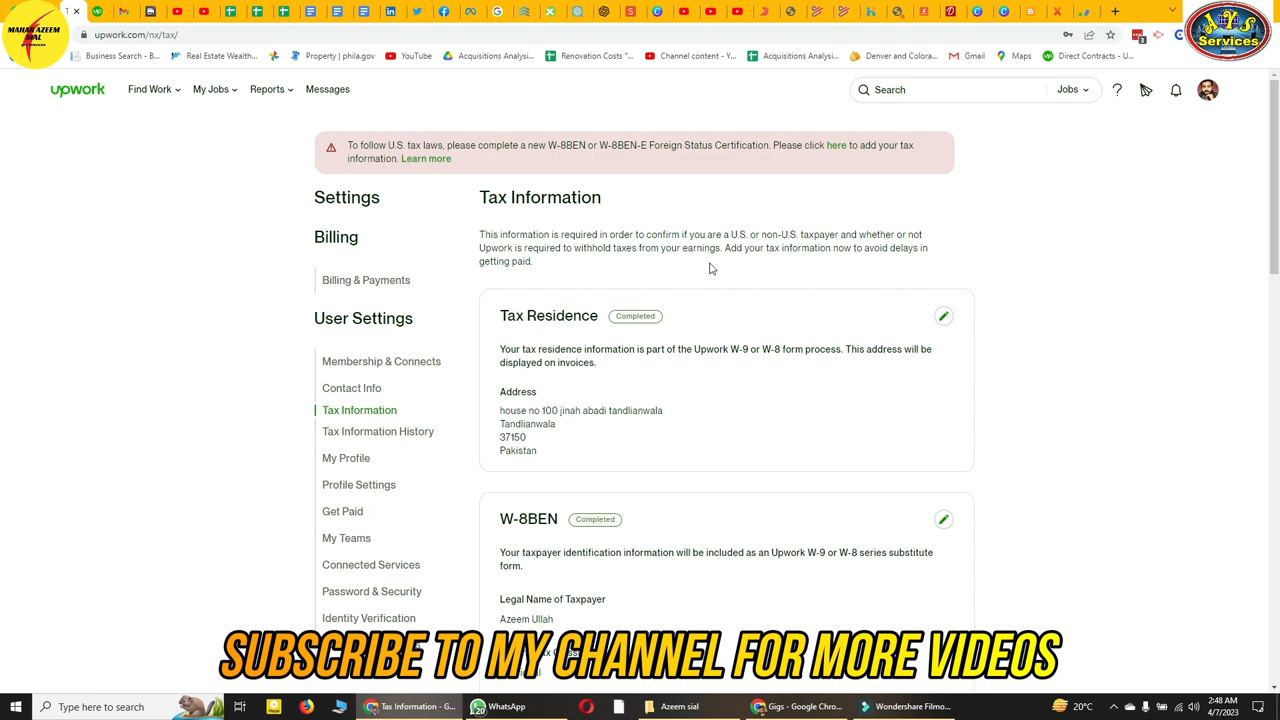 MAHAR AZEEM
SIAL
upwork.com/nx/tax/
ATS
Services
Business Search - B...
Real Estate Wealth...
Property | phila.gov
YouTube
Acquisitions Analysi...
Renovation Costs "...
Channel content - Y...
Acquisitions Analysi...
Denver and Colora...
Gmail
Maps
Direct Contracts - U...
upwork
Find Work
My Jobs
Reports
Messages
Search
Jobs
To follow U.S. tax laws, please complete a new W-8BEN or W-8BEN-E Foreign Status Certification. Please click here to add your tax
information. Learn more
Settings
Billing
Billing & Payments
User Settings
Membership & Connects
Contact Info
Tax Information
Tax Information History
My Profile
Profile Settings
Get Paid
My Teams
Connected Services
Password & Security
Identity Verification
Tax Information
This information is required in order to confirm if you are a U.S. or non-U.S. taxpayer and whether or not
Upwork is required to withhold taxes from your earnings. Add your tax information now to avoid delays in
getting paid.
Tax Residence
Completed
Your tax residence information is part of the Upwork W-9 or W-8 form process. This address will be
displayed on invoices.
Address
house no 100 jinah abadi tandlianwala
Tandlianwala
37150
Pakistan
W-8BEN
Completed
Your taxpayer identification information will be included as an Upwork W-9 or W-8 series substitute
form.
Legal Name of Taxpayer
Azeem Ullah
SUBSCRIBE TO MY CHANNEL FOR MORE VIDEOS
Type here to search
Tax Information - G...
WhatsApp
20
Azeem sial
Gigs - Google Chro...
Wondershare Filmo...
20°C
2:48 AM
4/7/2023